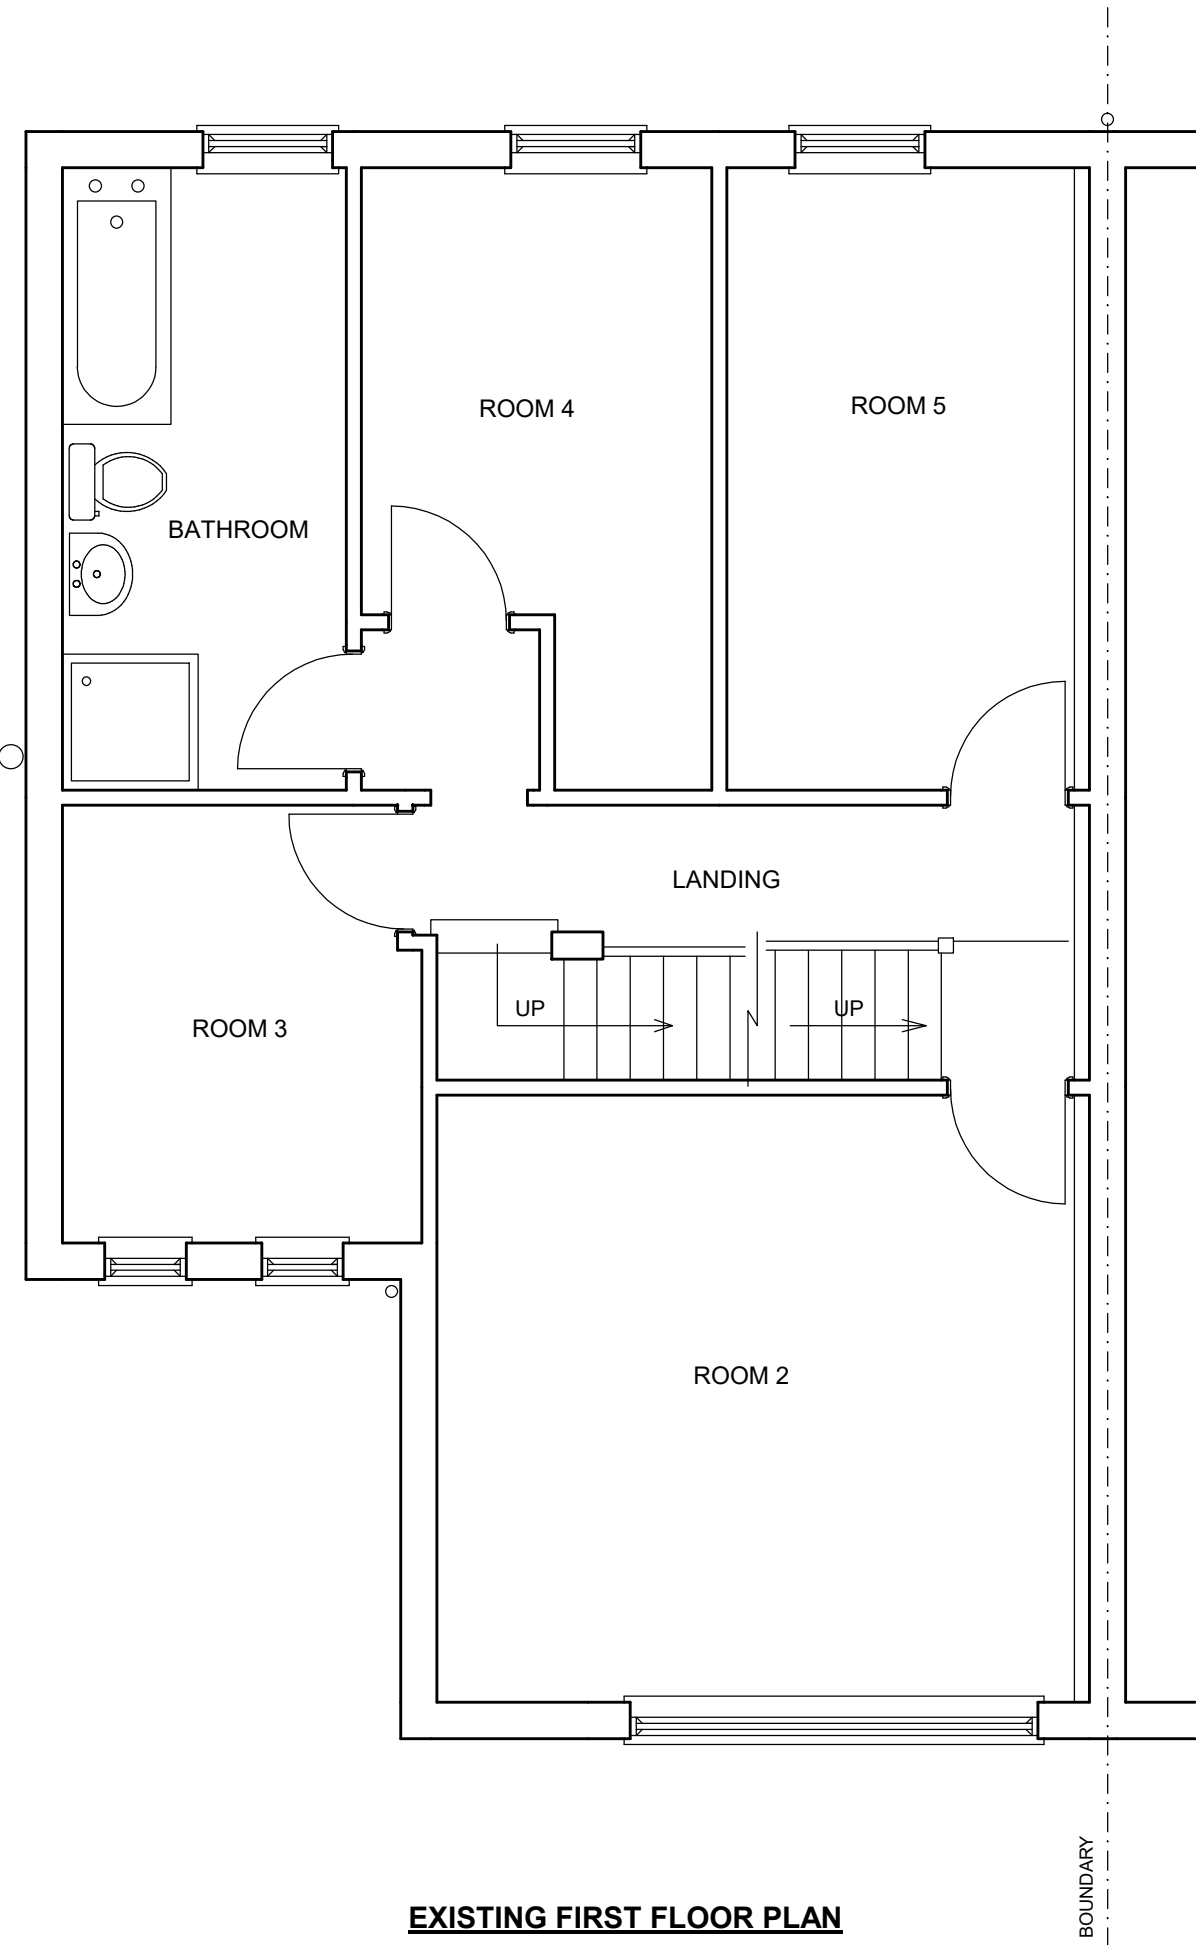 ROOM 4
ROOM 5
BATHROOM
LANDING
UP
UP
ROOM 3
ROOM 2
BOUNDARY
EXISTING FIRST FLOOR PLAN